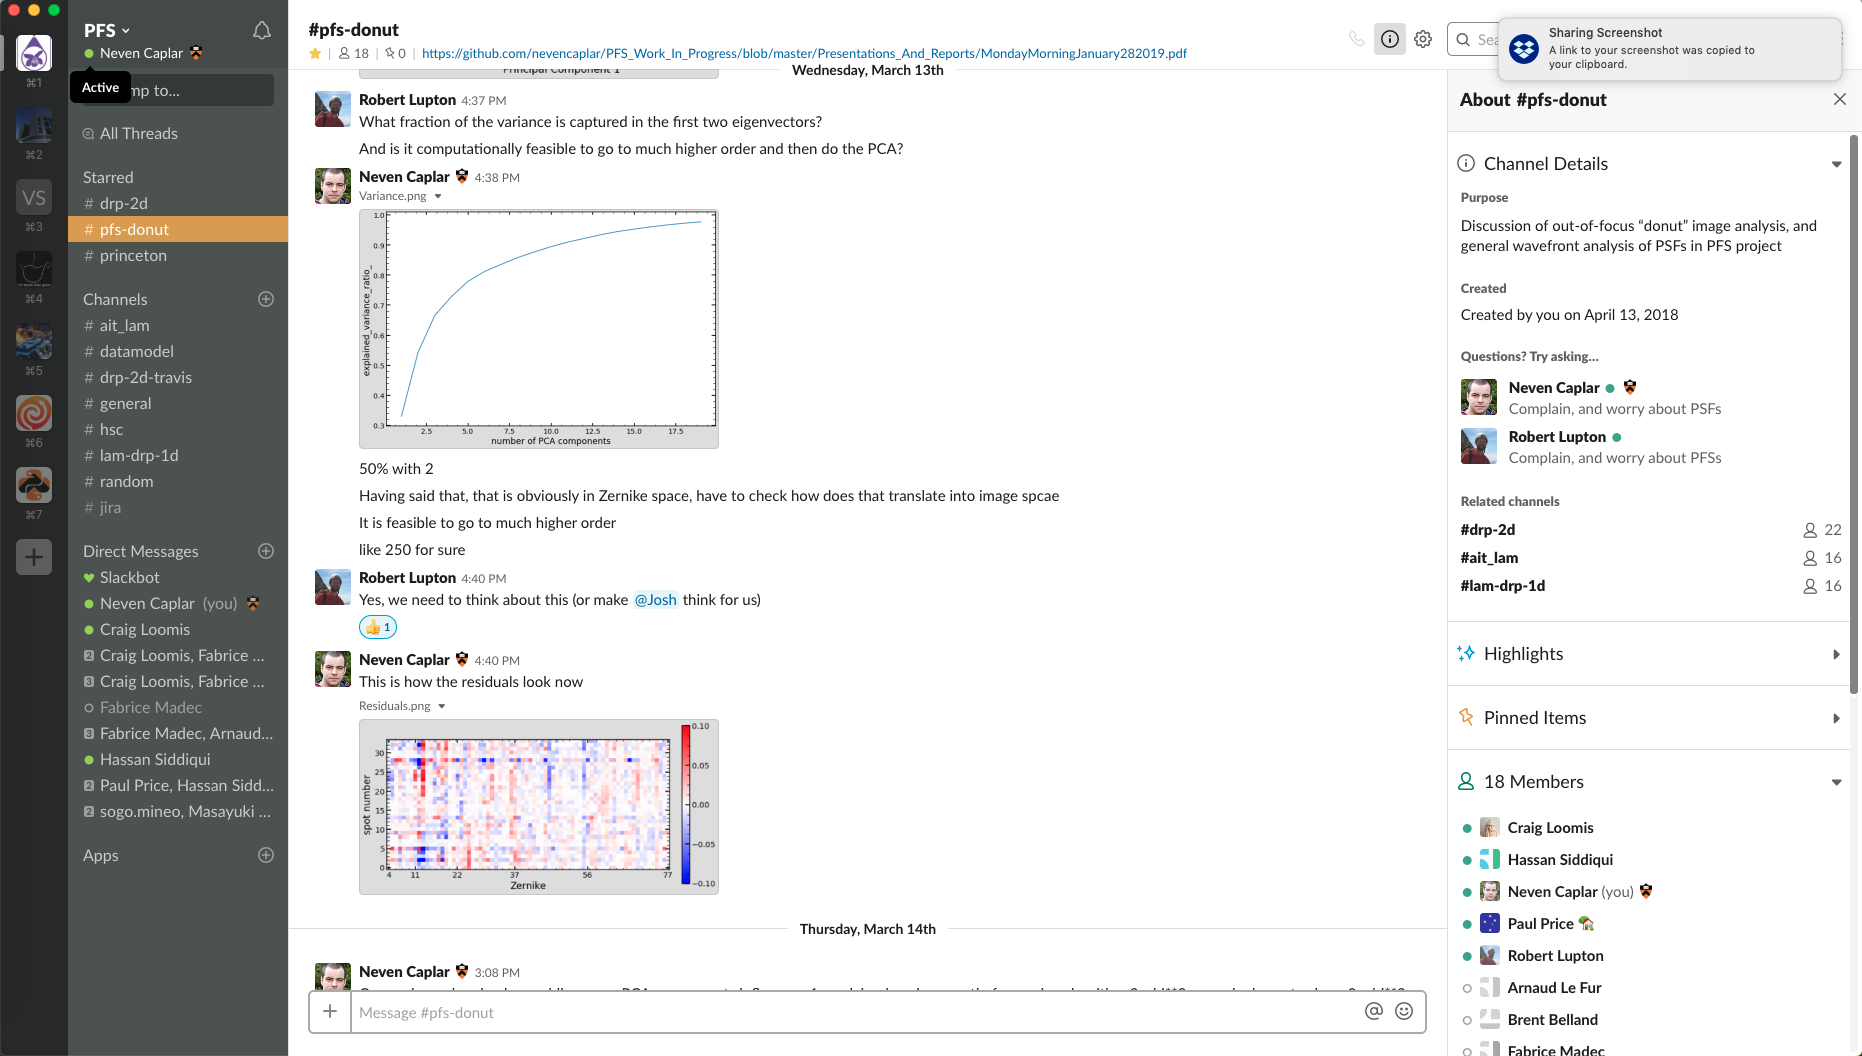 PFS
Neven Caplar
Active
mp to...
All Threads
Starred
# drp-2d
# pfs-donut
# princeton
Channels
# ait_lam
# datamodel
# drp-2d-travis
# general
# hsc
# lam-drp-1d
# random
# jira
Direct Messages
Slackbot
Neven Caplar (you)
Craig Loomis
2 Craig Loomis, Fabrice ...
3 Craig Loomis, Fabrice ...
Fabrice Madec
3 Fabrice Madec, Arnaud...
Hassan Siddiqui
2 Paul Price, Hassan Sidd...
2 sogo.mineo, Masayuki ...
Apps
⌘1
⌘2
VS
⌘3
⌘4
⌘5
⌘6
⌘7
#pfs-donut
18 | 0 | https://github.com/nevencaplar/PFS_Work_In_Progress/blob/master/Presentations_And_Reports/MondayMorningJanuary282019.pdf
Principal Component 1
Wednesday, March 13th
Robert Lupton 4:37 PM
What fraction of the variance is captured in the first two eigenvectors?
And is it computationally feasible to go to much higher order and then do the PCA?
Neven Caplar 4:38 PM
Variance.png
1.0
0.9
0.8
0.7
0.6
0.5
0.4
0.3
explained_variance_ratio_
2.5 5.0 7.5 10.0 12.5 15.0 17.5
number of PCA components
50% with 2
Having said that, that is obviously in Zernike space, have to check how does that translate into image spcae
It is feasible to go to much higher order
like 250 for sure
Robert Lupton 4:40 PM
Yes, we need to think about this (or make @Josh think for us)
👍 1
Neven Caplar 4:40 PM
This is how the residuals look now
Residuals.png
30
25
20
15
10
5
0
spot number
4 11 22 37 56 77
Zernike
0.10
0.05
0.00
−0.05
−0.10
Thursday, March 14th
Neven Caplar 3:08 PM
Message #pfs-donut
Sea
Sharing Screenshot
A link to your screenshot was copied to
your clipboard.
About #pfs-donut
Channel Details
Purpose
Discussion of out-of-focus “donut” image analysis, and
general wavefront analysis of PSFs in PFS project
Created
Created by you on April 13, 2018
Questions? Try asking...
Neven Caplar
Complain, and worry about PSFs
Robert Lupton
Complain, and worry about PFSs
Related channels
#drp-2d 22
#ait_lam 16
#lam-drp-1d 16
Highlights
Pinned Items
18 Members
Craig Loomis
Hassan Siddiqui
Neven Caplar (you)
Paul Price
Robert Lupton
Arnaud Le Fur
Brent Belland
Fabrice Madec